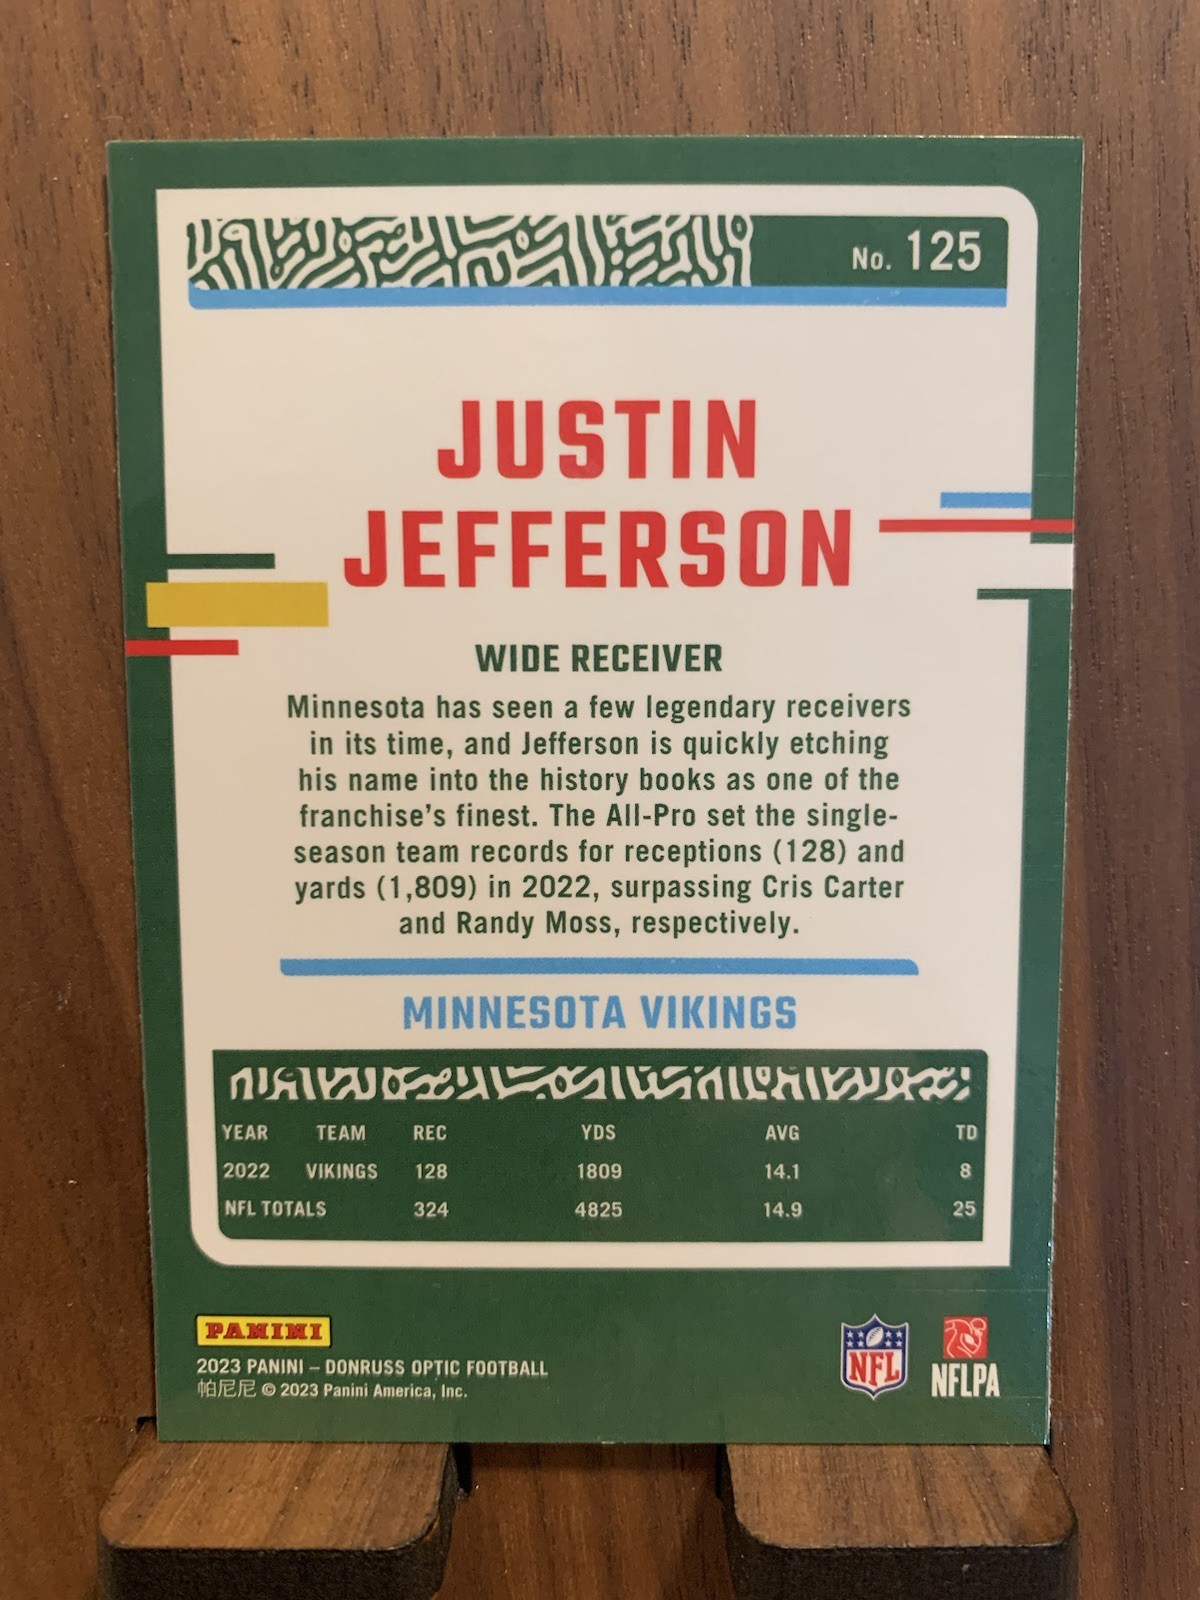 No. 125
JUSTIN
JEFFERSON
WIDE RECEIVER
Minnesota has seen a few legendary receivers
in its time, and Jefferson is quickly etching
his name into the history books as one of the
franchise's finest. The All-Pro set the single-
season team records for receptions (128) and
yards (1,809) in 2022, surpassing Cris Carter
and Randy Moss, respectively.
MINNESOTA VIKINGS
YEAR TEAM REC YDS AVG TD
2022 VIKINGS 128 1809 14.1 8
NFL TOTALS 324 4825 14.9 25
PANINI
2023 PANINI – DONRUSS OPTIC FOOTBALL
帕尼尼 © 2023 Panini America, Inc.
NFL
NFLPA